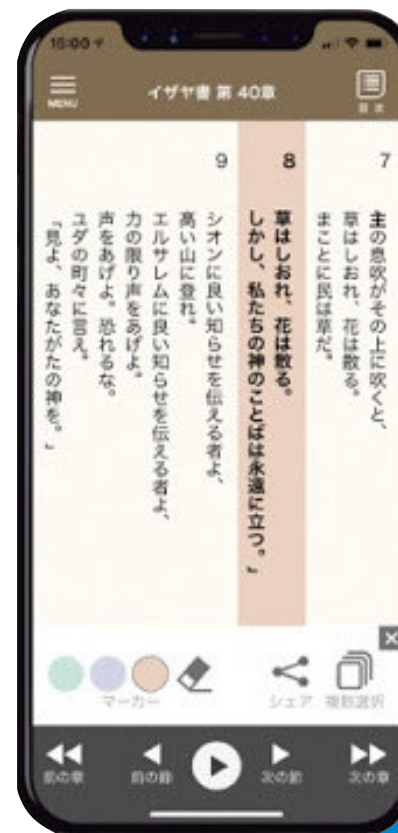 16:00
MENU
イザヤ書 第 40章
目次
7
主の息吹がその上に吹くと、
草はしおれ、花は散る。
まことに民は草だ。
8
草はしおれ、花は散る。
しかし、私たちの神のことばは永遠に立つ。」
9
シオンに良い知らせを伝える者よ、
高い山に登れ。
エルサレムに良い知らせを伝える者よ、
力の限り声をあげよ。
声をあげよ。恐れるな。
ユダの町々に言え。
「見よ、あなたがたの神を。」
マーカー
シェア
複数選択
前の章
前の節
次の節
次の章